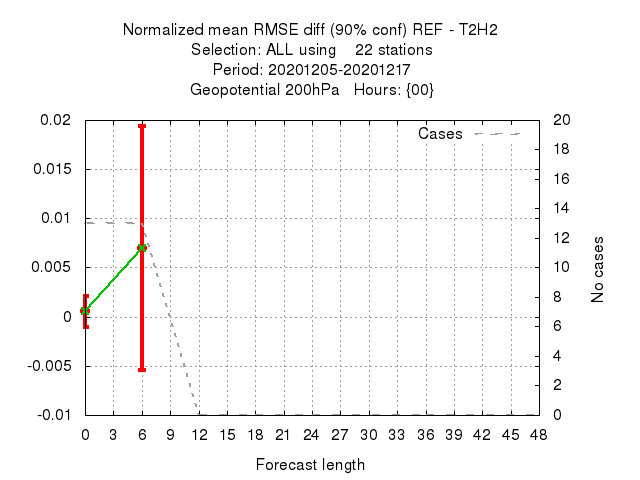 Normalized mean RMSE diff (90% conf) REF - T2H2
Selection: ALL using    22 stations
Period: 20201205-20201217
Geopotential 200hPa   Hours: {00}
Cases
0.02
0.015
0.01
0.005
0
-0.005
-0.01
20
18
16
14
12
10
8
6
4
2
0
No cases
0 3 6 9 12 15 18 21 24 27 30 33 36 39 42 45 48
Forecast length